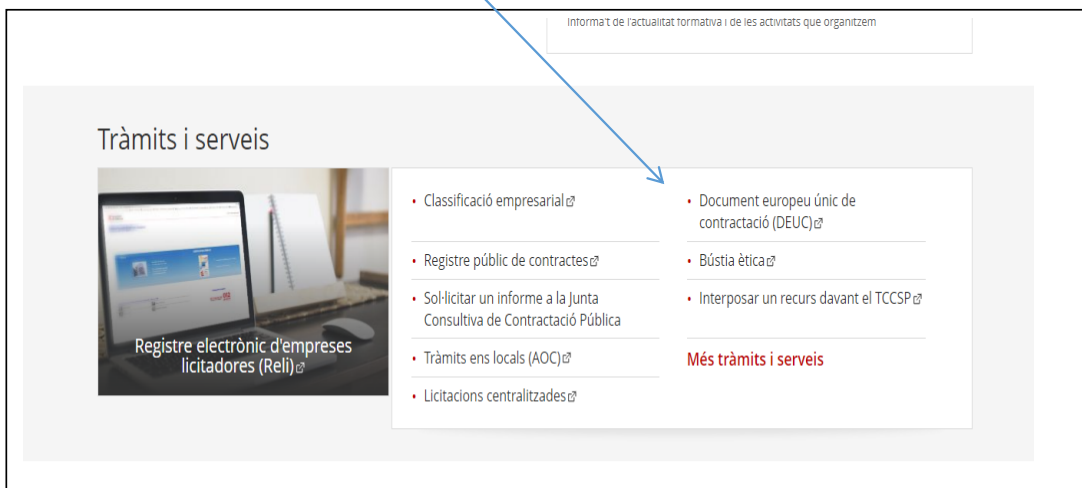 Informa't de l'actualitat formativa i de les activitats que organitzem
Tràmits i serveis
Registre electrònic d'empreses
licitadores (Reli)
• Classificació empresarial
• Registre públic de contractes
• Sol·licitar un informe a la Junta
Consultiva de Contractació Pública
• Tràmits ens locals (AOC)
• Licitacions centralitzades
• Document europeu únic de
contractació (DEUC)
• Bústia ètica
• Interposar un recurs davant el TCCSP
Més tràmits i serveis